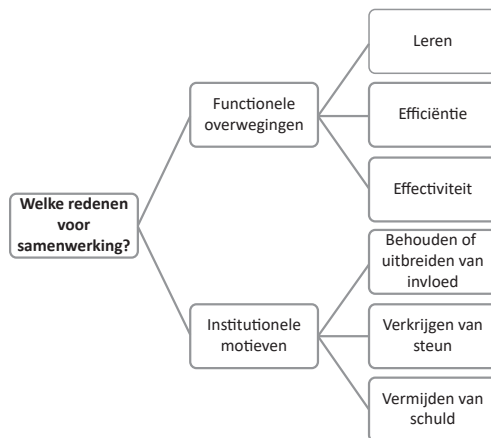 Welke redenen
voor
samenwerking?
Functionele
overwegingen
Leren
Efficiëntie
Effectiviteit
Institutionele
motieven
Behouden of
uitbreiden van
invloed
Verkrijgen van
steun
Vermijden van
schuld